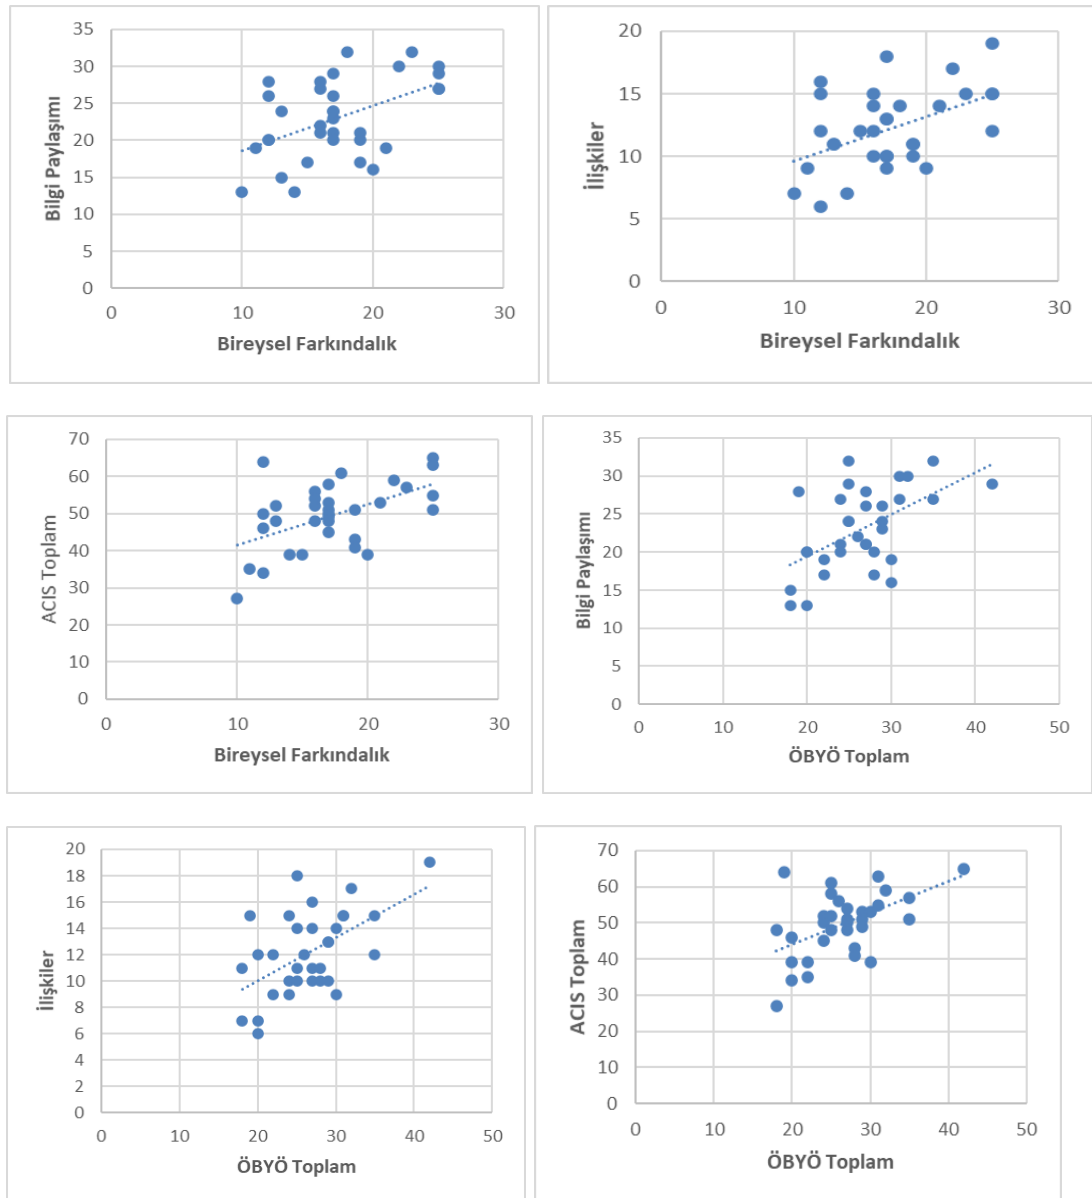 35
30
25
20
15
10
5
0
Bilgi Paylaşımı
0 10 20 30
Bireysel Farkındalık
20
15
10
5
0
İlişkiler
0 10 20 30
Bireysel Farkındalık
70
60
50
40
30
20
10
0
ACIS Toplam
0 10 20 30
Bireysel Farkındalık
35
30
25
20
15
10
5
0
Bilgi Paylaşımı
0 10 20 30 40 50
ÖBYÖ Toplam
20
18
16
14
12
10
8
6
4
2
0
İlişkiler
0 10 20 30 40 50
ÖBYÖ Toplam
70
60
50
40
30
20
10
0
ACIS Toplam
0 10 20 30 40 50
ÖBYÖ Toplam